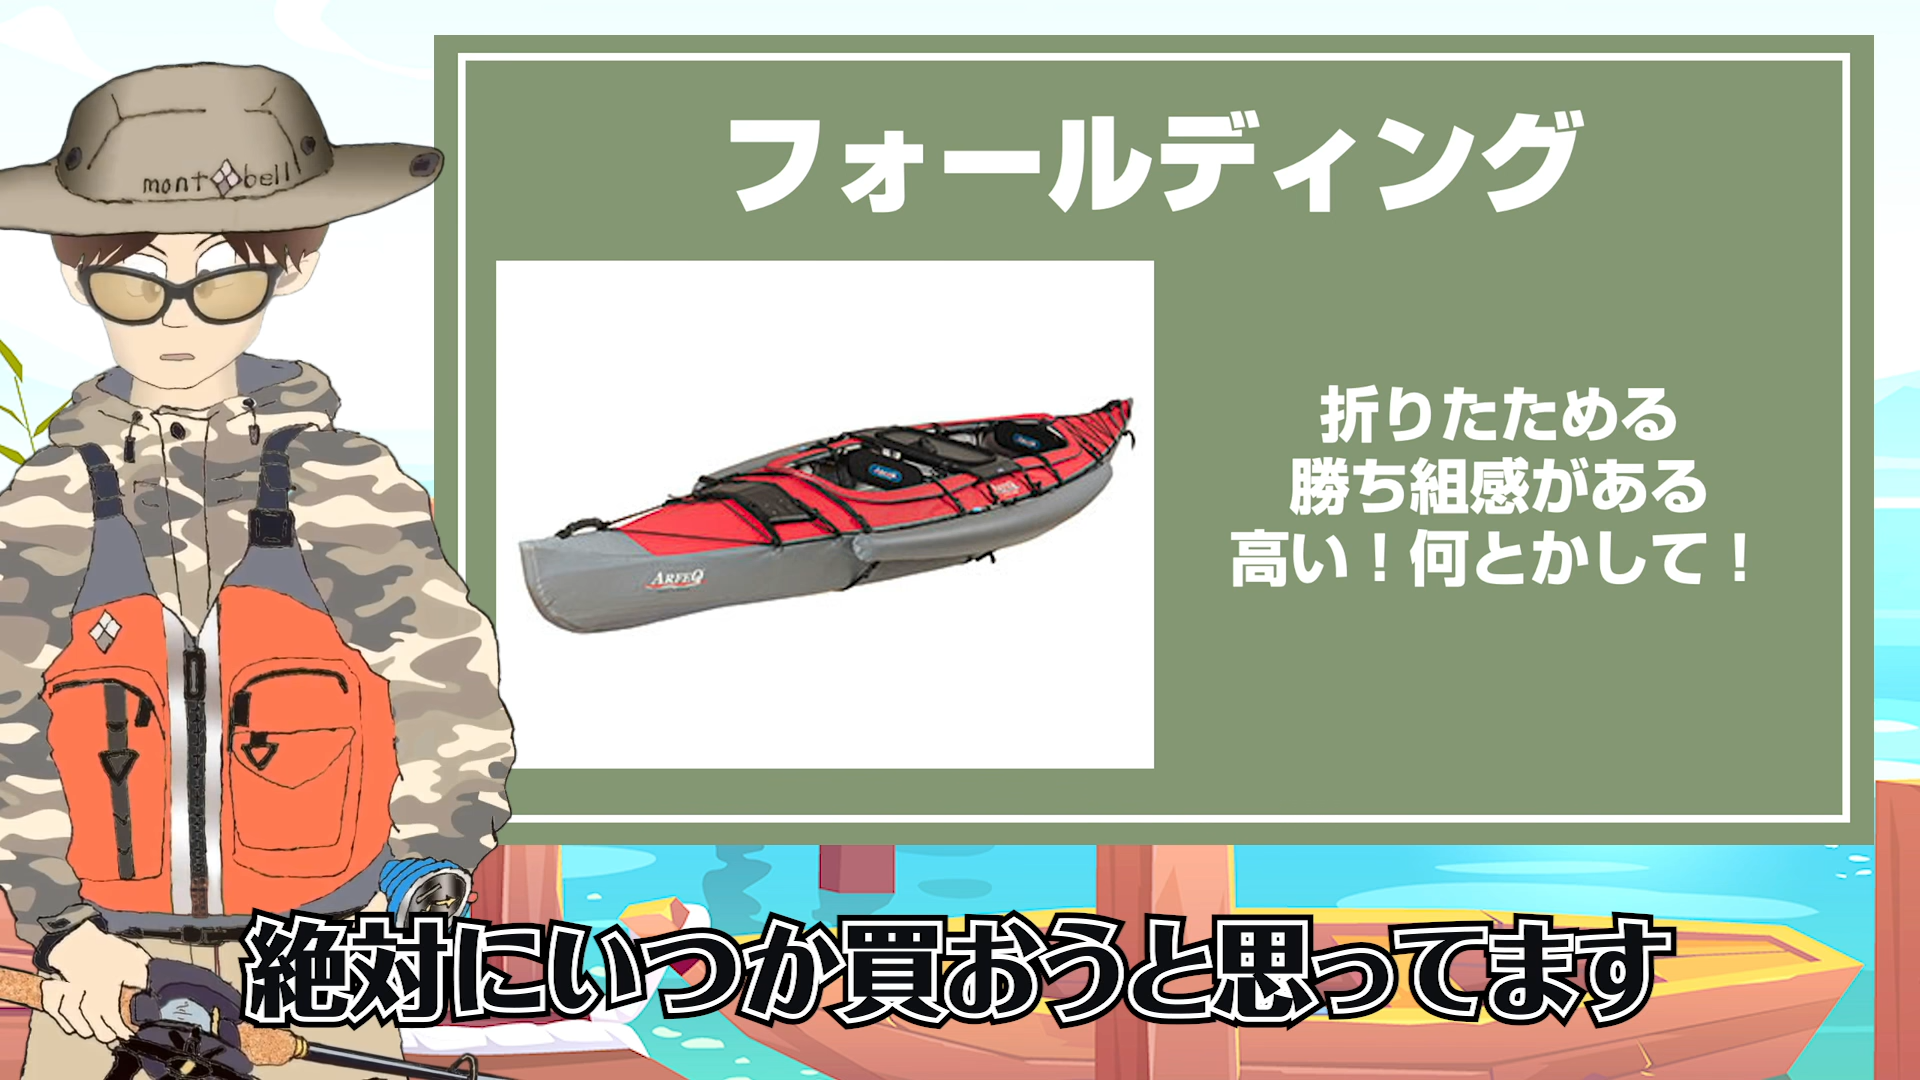 mont bell
フォールディング
折りたためる
勝ち組感がある
高い！何とかして！
ARFEQ
絶対にいつか買おうと思ってます